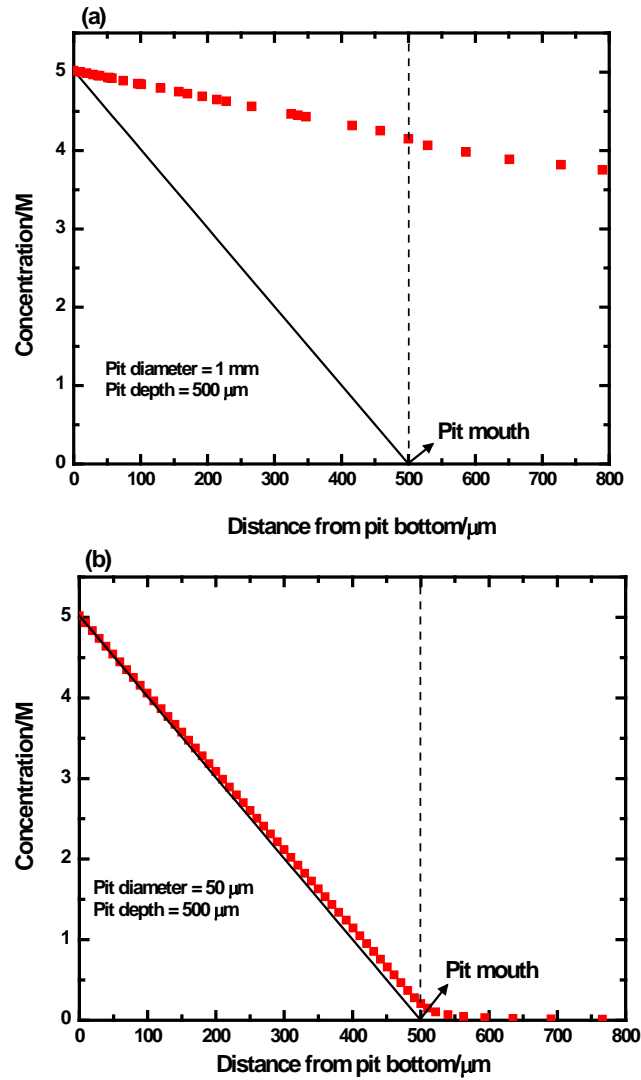 (a)
5
4
3
2
1
0
Concentration/M
Pit diameter = 1 mm
Pit depth = 500 μm
Pit mouth
0 100 200 300 400 500 600 700 800
Distance from pit bottom/μm
(b)
5
4
3
2
1
0
Concentration/M
Pit diameter = 50 μm
Pit depth = 500 μm
Pit mouth
0 100 200 300 400 500 600 700 800
Distance from pit bottom/μm